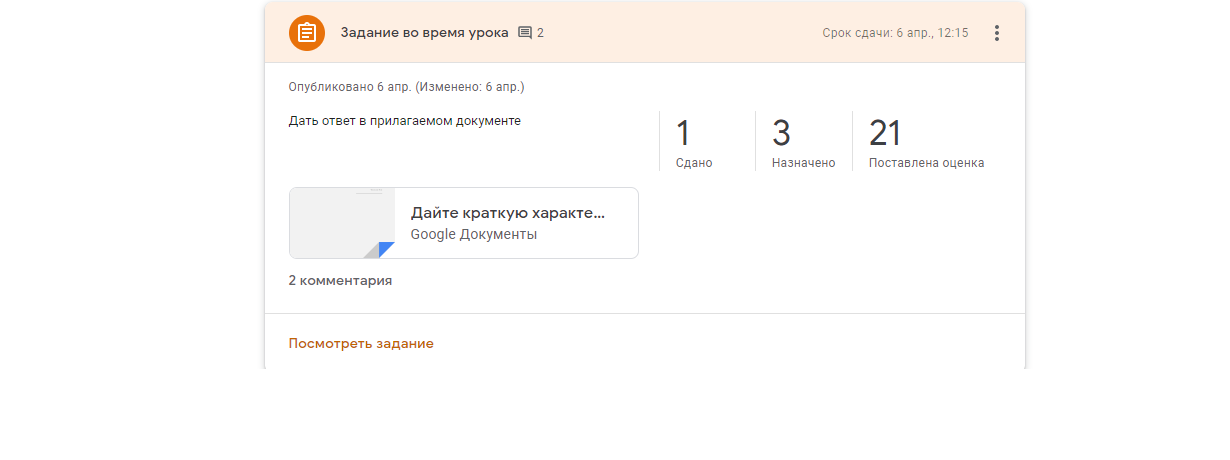 Задание во время урока 2 Срок сдачи: 6 апр., 12:15
Опубликовано 6 апр. (Изменено: 6 апр.)
Дать ответ в прилагаемом документе
1 3 21
Сдано Назначено Поставлена оценка
Дайте краткую характе...
Google Документы
2 комментария
Посмотреть задание